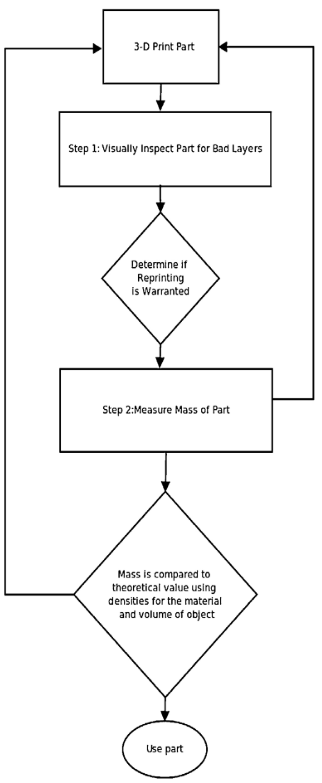 3-D Print Part
Step 1: Visually Inspect Part for Bad Layers
Determine if
Reprinting
is Warranted
Step 2:Measure Mass of Part
Mass is compared to
theoretical value using
densities for the material
and volume of object
Use part